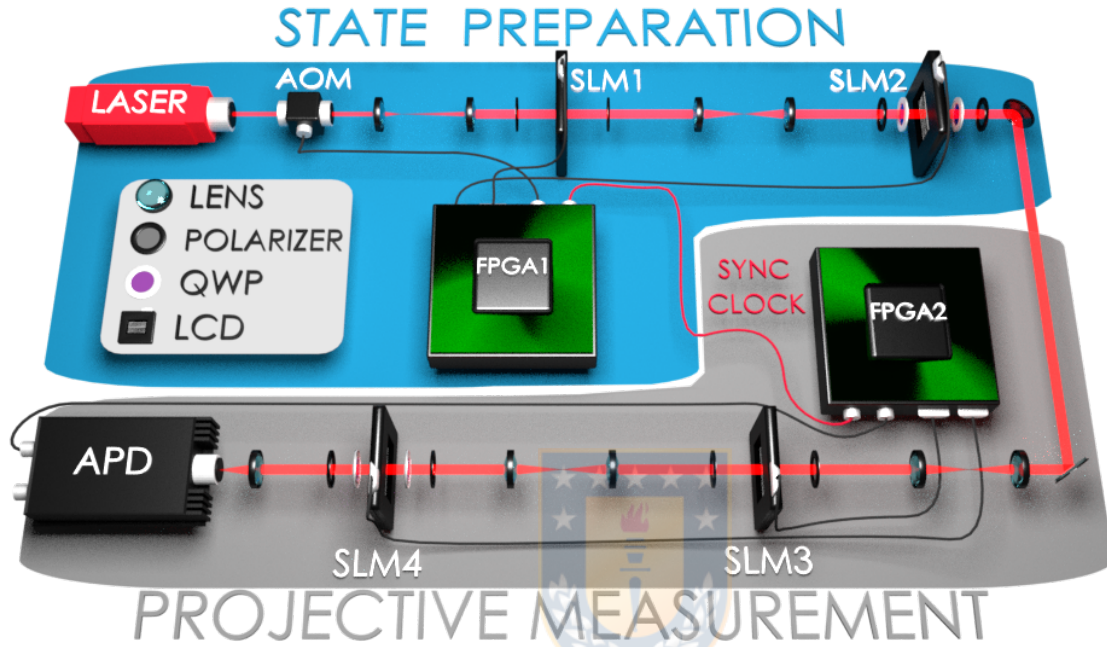 STATE PREPARATION
LASER
AOM
SLM1
SLM2
LENS
POLARIZER
QWP
LCD
FPGA1
SYNC
CLOCK
FPGA2
APD
SLM4
SLM3
PROJECTIVE MEASUREMENT